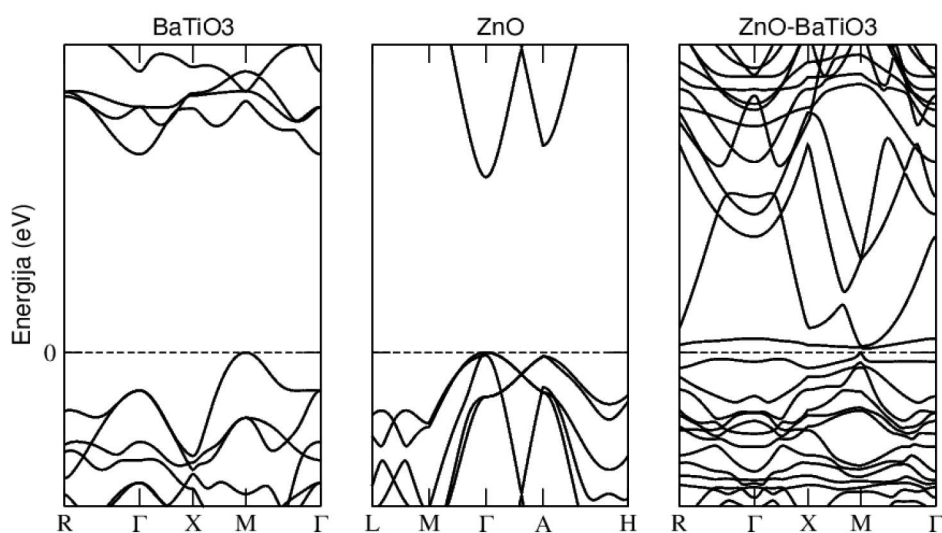 BaTiO3
ZnO
ZnO-BaTiO3
Energija (eV)
0
R Γ X M Γ
L M Γ A H
R Γ X M Γ